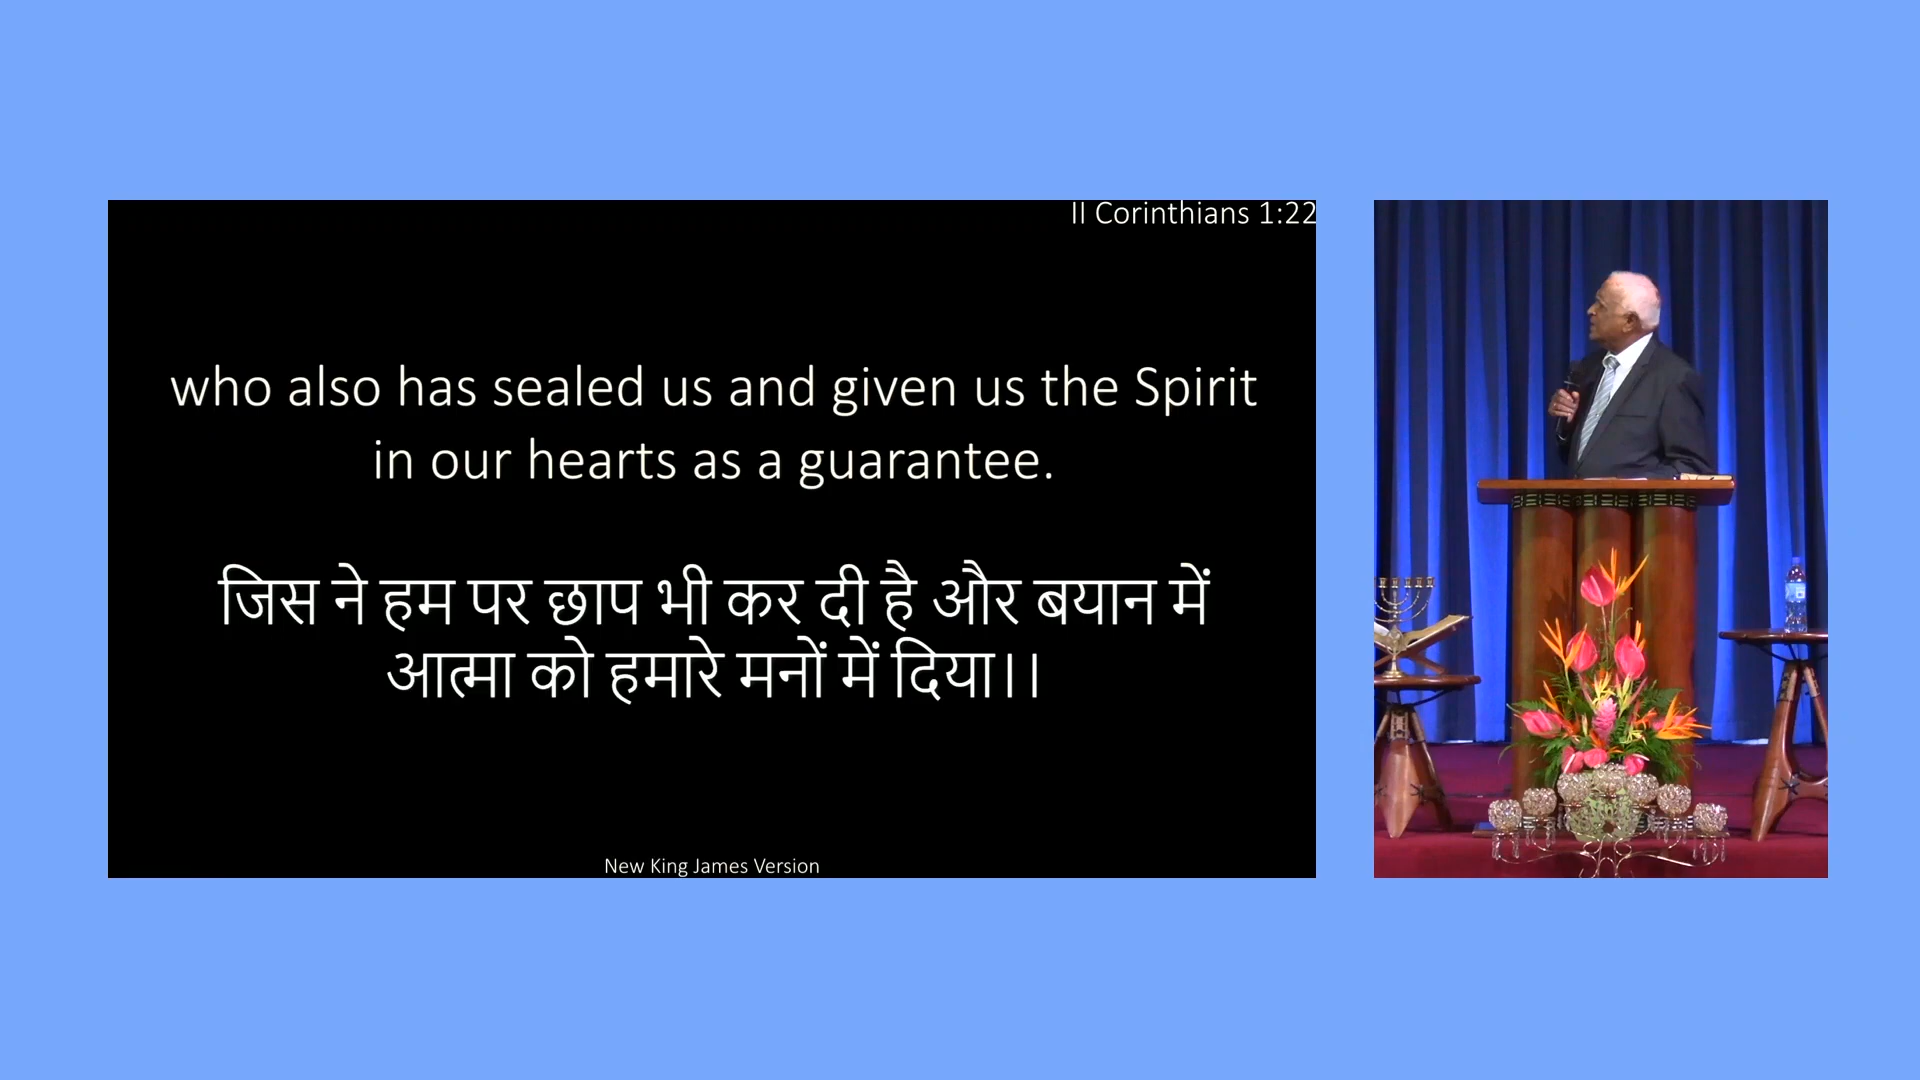 II Corinthians 1:22
who also has sealed us and given us the Spirit
in our hearts as a guarantee.
जिस ने हम पर छाप भी कर दी है और बयान में
आत्मा को हमारे मनों में दिया।।
New King James Version